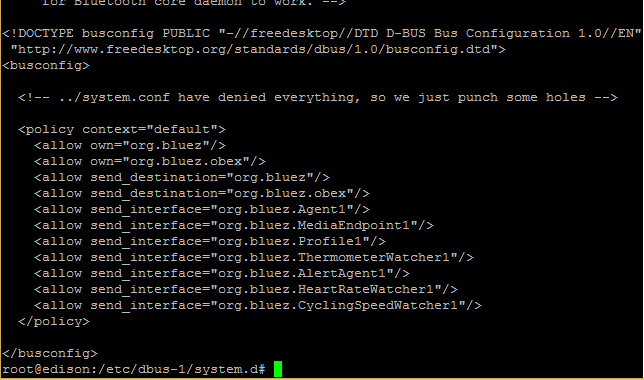 for Bluetooth core daemon to work. -->
<!DOCTYPE busconfig PUBLIC "-//freedesktop//DTD D-BUS Bus Configuration 1.0//EN"
"http://www.freedesktop.org/standards/dbus/1.0/busconfig.dtd">
<busconfig>
<!-- ../system.conf have denied everything, so we just punch some holes -->
<policy context="default">
<allow own="org.bluez"/>
<allow own="org.bluez.obex"/>
<allow send_destination="org.bluez"/>
<allow send_destination="org.bluez.obex"/>
<allow send_interface="org.bluez.Agent1"/>
<allow send_interface="org.bluez.MediaEndpoint1"/>
<allow send_interface="org.bluez.Profile1"/>
<allow send_interface="org.bluez.ThermometerWatcher1"/>
<allow send_interface="org.bluez.AlertAgent1"/>
<allow send_interface="org.bluez.HeartRateWatcher1"/>
<allow send_interface="org.bluez.CyclingSpeedWatcher1"/>
</policy>
</busconfig>
root@edison:/etc/dbus-1/system.d#